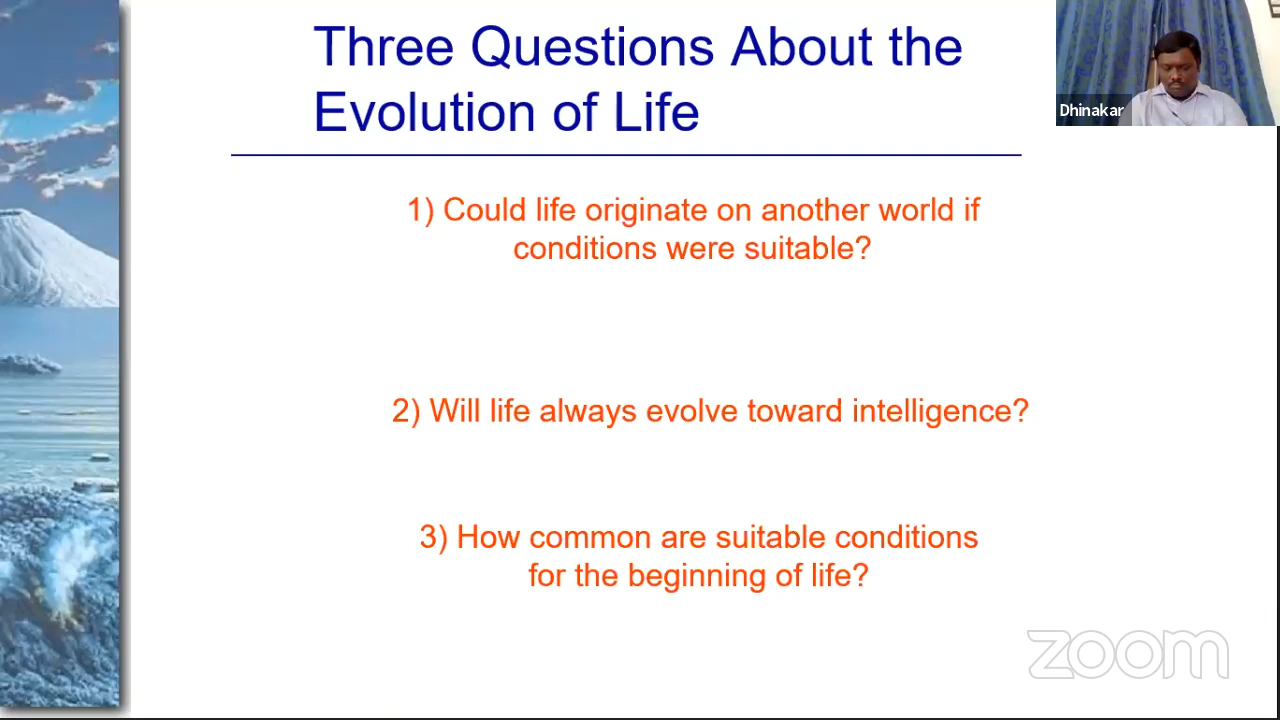 Three Questions About the
Evolution of Life
Dhinakar
1) Could life originate on another world if
conditions were suitable?
2) Will life always evolve toward intelligence?
3) How common are suitable conditions
for the beginning of life?
zoom